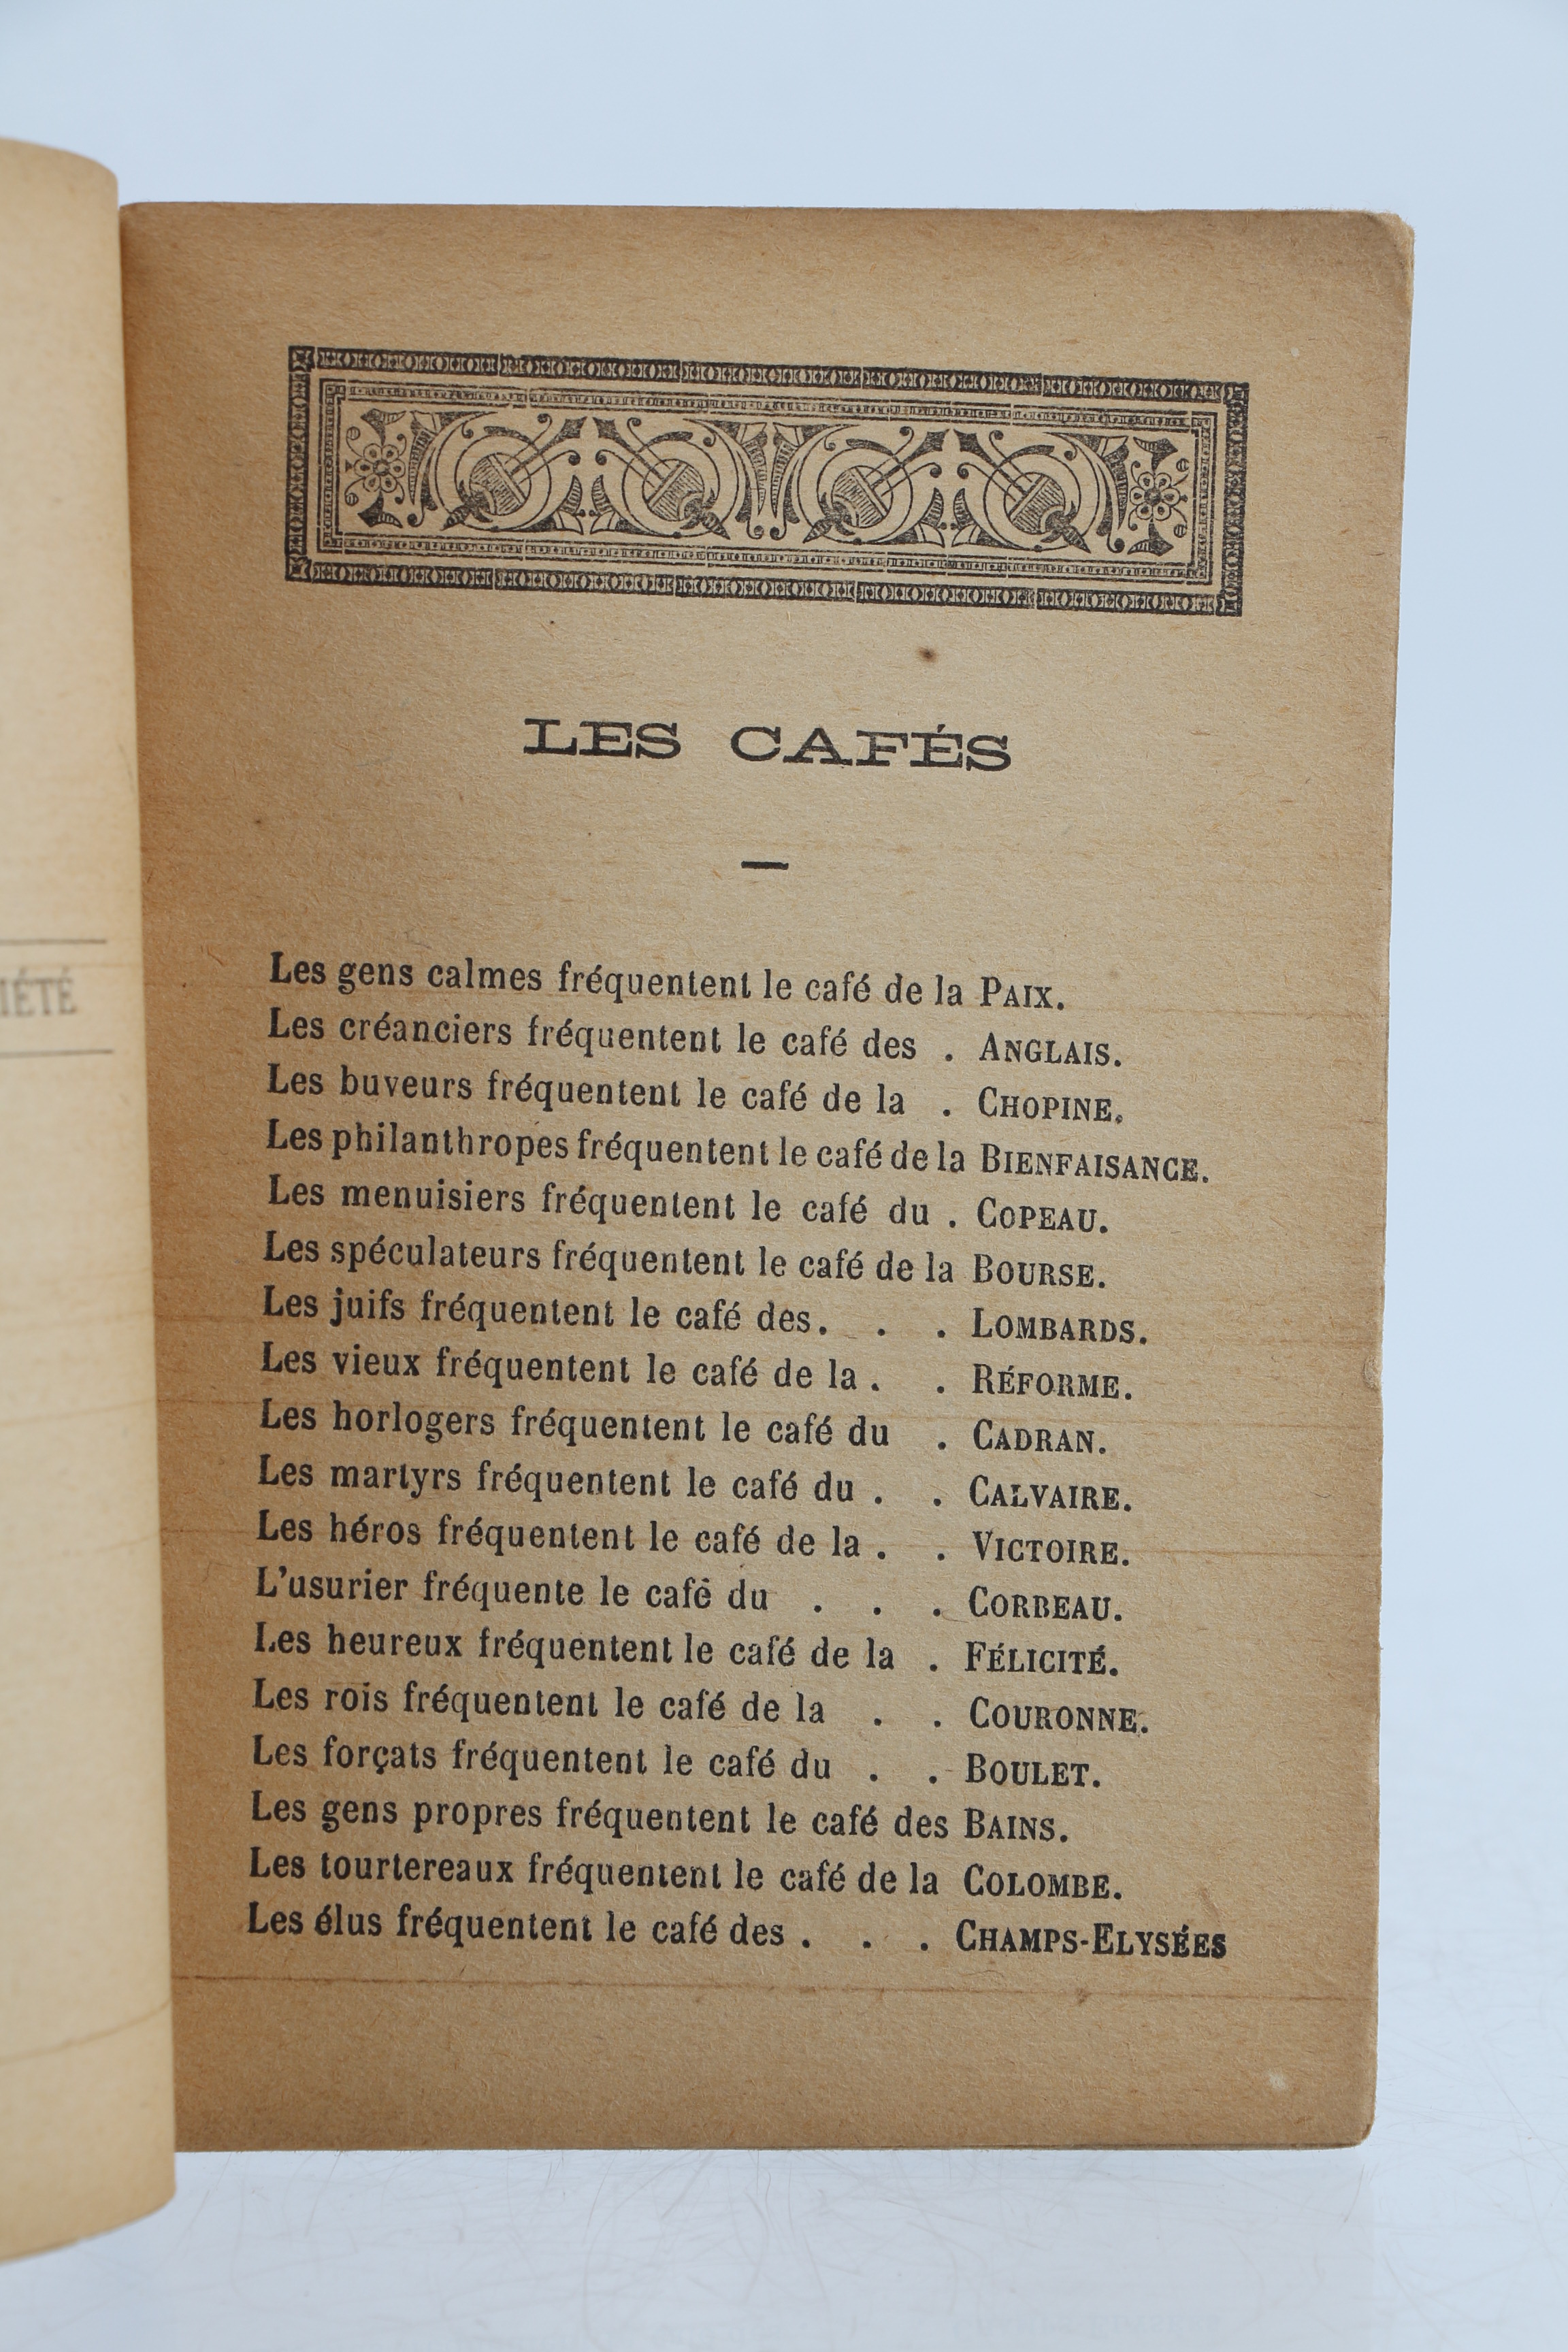 IÉTÉ
LES CAFÉS
Les gens calmes fréquentent le café de la PAIX.
Les créanciers fréquentent le café des . ANGLAIS.
Les buveurs fréquentent le café de la . CHOPINE.
Les philanthropes fréquentent le café de la BIENFAISANCE.
Les menuisiers fréquentent le café du . COPEAU.
Les spéculateurs fréquentent le café de la BOURSE.
Les juifs fréquentent le café des. . . LOMBARDS.
Les vieux fréquentent le café de la . . RÉFORME.
Les horlogers fréquentent le café du . CADRAN.
Les martyrs fréquentent le café du . . CALVAIRE.
Les héros fréquentent le café de la . . VICTOIRE.
L'usurier fréquente le café du . . . CORBEAU.
Les heureux fréquentent le café de la . FÉLICITÉ.
Les rois fréquentent le café de la . . COURONNE.
Les forçats fréquentent le café du . . BOULET.
Les gens propres fréquentent le café des BAINS.
Les tourtereaux fréquentent le café de la COLOMBE.
Les élus fréquentent le café des . . . CHAMPS-ELYSÉES